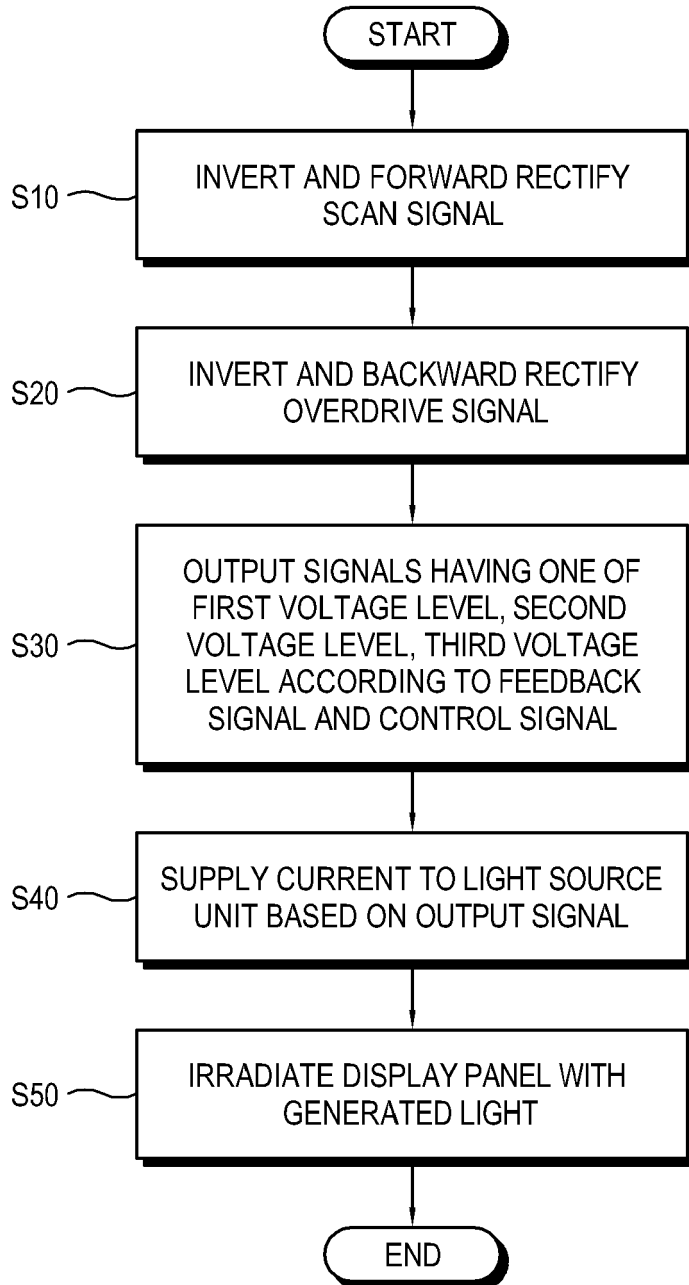 START
S10
INVERT AND FORWARD RECTIFY
SCAN SIGNAL
S20
INVERT AND BACKWARD RECTIFY
OVERDRIVE SIGNAL
S30
OUTPUT SIGNALS HAVING ONE OF
FIRST VOLTAGE LEVEL, SECOND
VOLTAGE LEVEL, THIRD VOLTAGE
LEVEL ACCORDING TO FEEDBACK
SIGNAL AND CONTROL SIGNAL
S40
SUPPLY CURRENT TO LIGHT SOURCE
UNIT BASED ON OUTPUT SIGNAL
S50
IRRADIATE DISPLAY PANEL WITH
GENERATED LIGHT
END